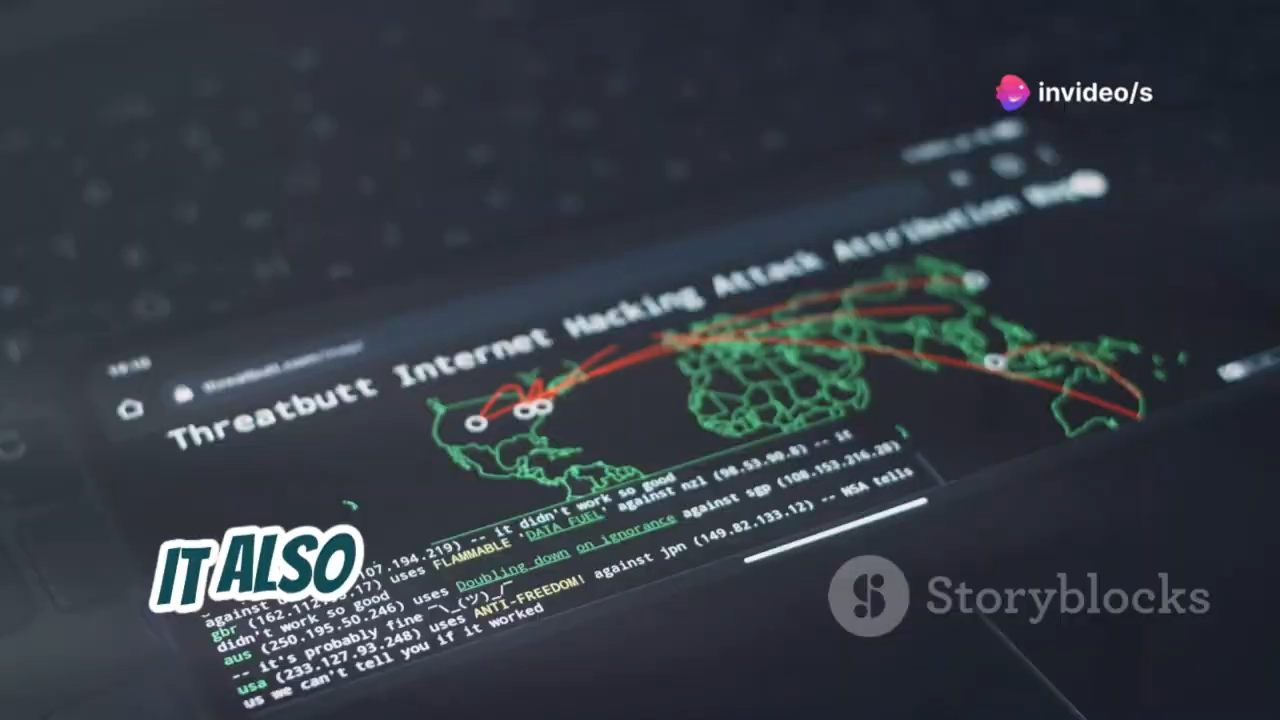 invideo/s
Threatbutt Internet Hacking Attack Attribution
-- it didn't work so good
against uses FLAMMABLE 'DATA FUEL' against nzl (98.53.90.8) -- it
didn't work so good
gbr (162.112 .17) uses Doubling down on ignorance against sgp (108.153.216.28)
-- it's probably fine ¯\_(ツ)_/¯
aus (250.195.50.246) uses ANTI-FREEDOM! against jpn (149.82.133.12) -- NSA tells
us we can't tell you if it worked
usa (233.127.93.248)
IT ALSO
Storyblocks